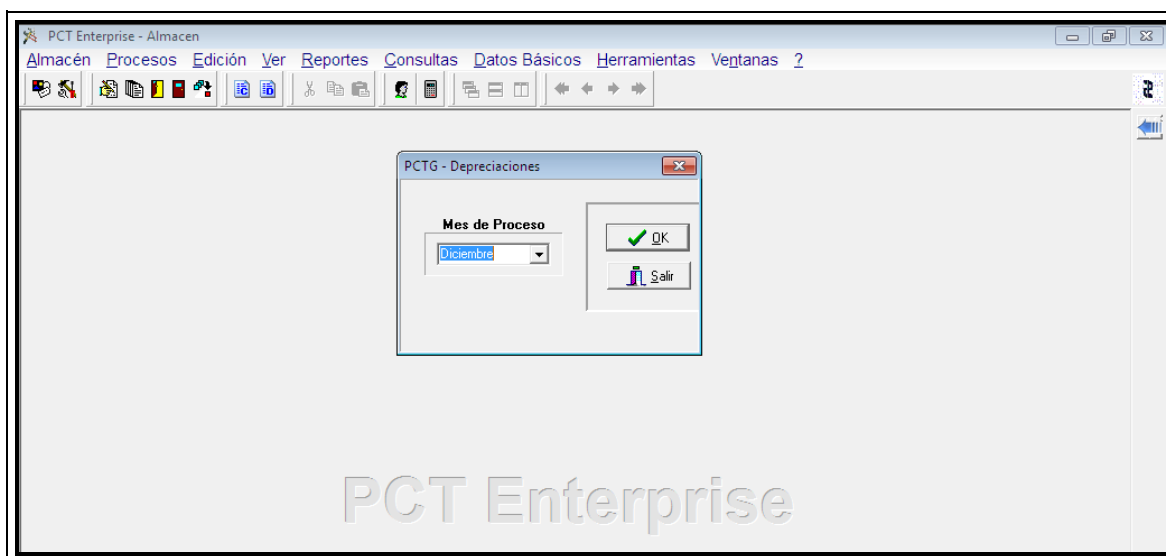 PCT Enterprise - Almacen
Almacén Procesos Edición Ver Reportes Consultas Datos Básicos Herramientas Ventanas ?
PCTG - Depreciaciones
Mes de Proceso
Diciembre
OK
Salir
PCT Enterprise